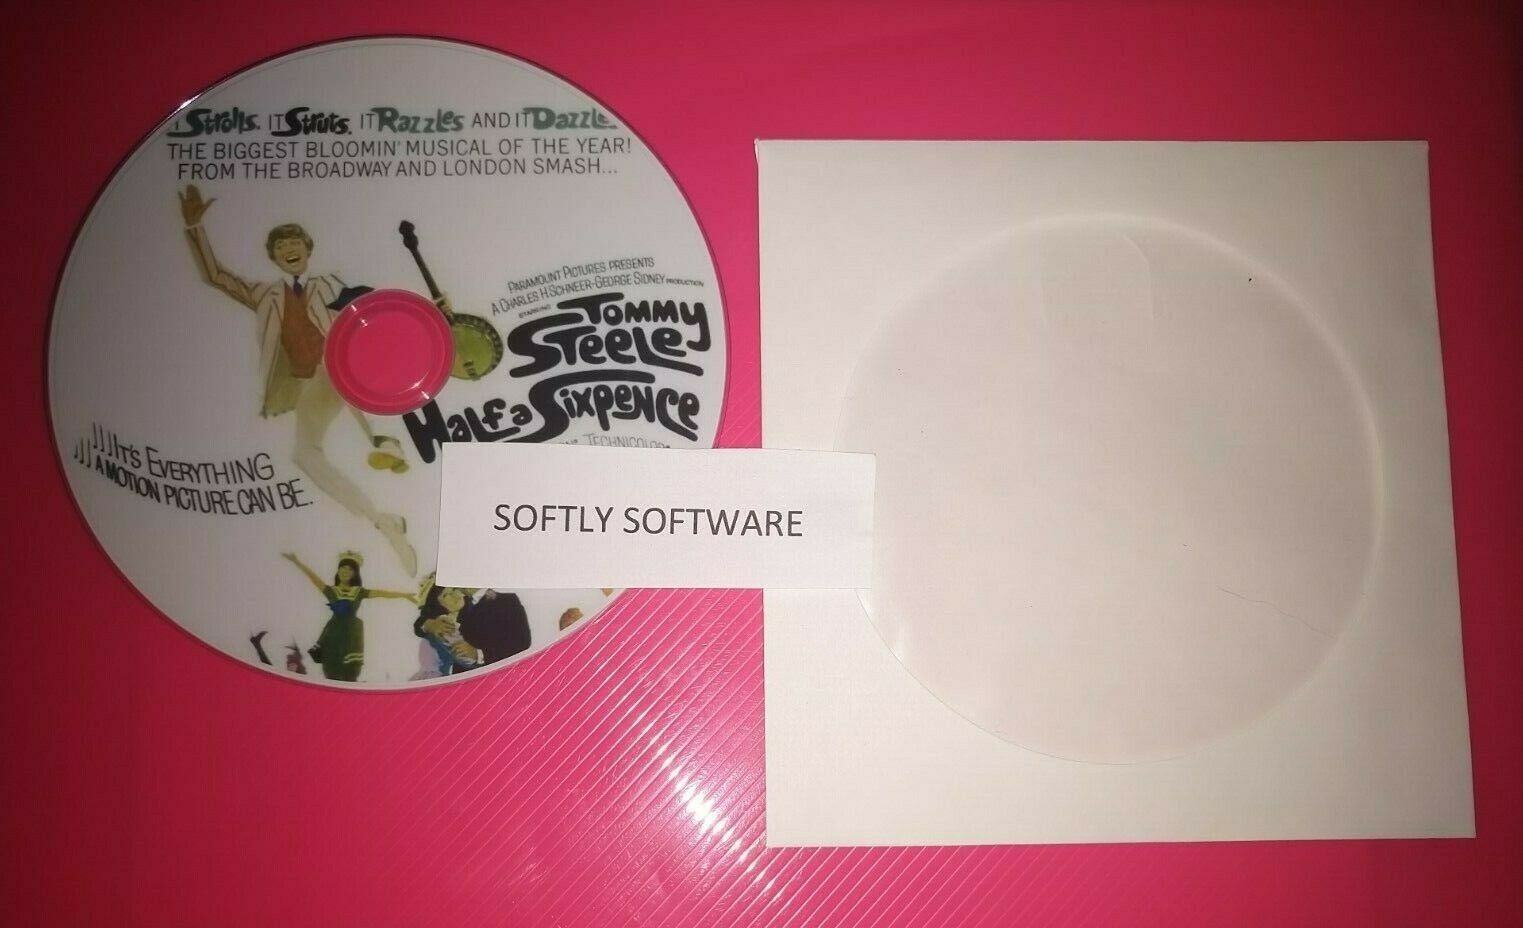 It Strolls. IT Struts. IT Razzles AND IT Dazzles
THE BIGGEST BLOOMIN' MUSICAL OF THE YEAR!
FROM THE BROADWAY AND LONDON SMASH...
PARAMOUNT PICTURES PRESENTS
A CHARLES H. SCHNEER-GEORGE SIDNEY PRODUCTION
STARRING TOMMY
STEELE
HALF A SIXPENCE
TECHNICOLOR
IT'S EVERYTHING
A MOTION PICTURE CAN BE.
SOFTLY SOFTWARE